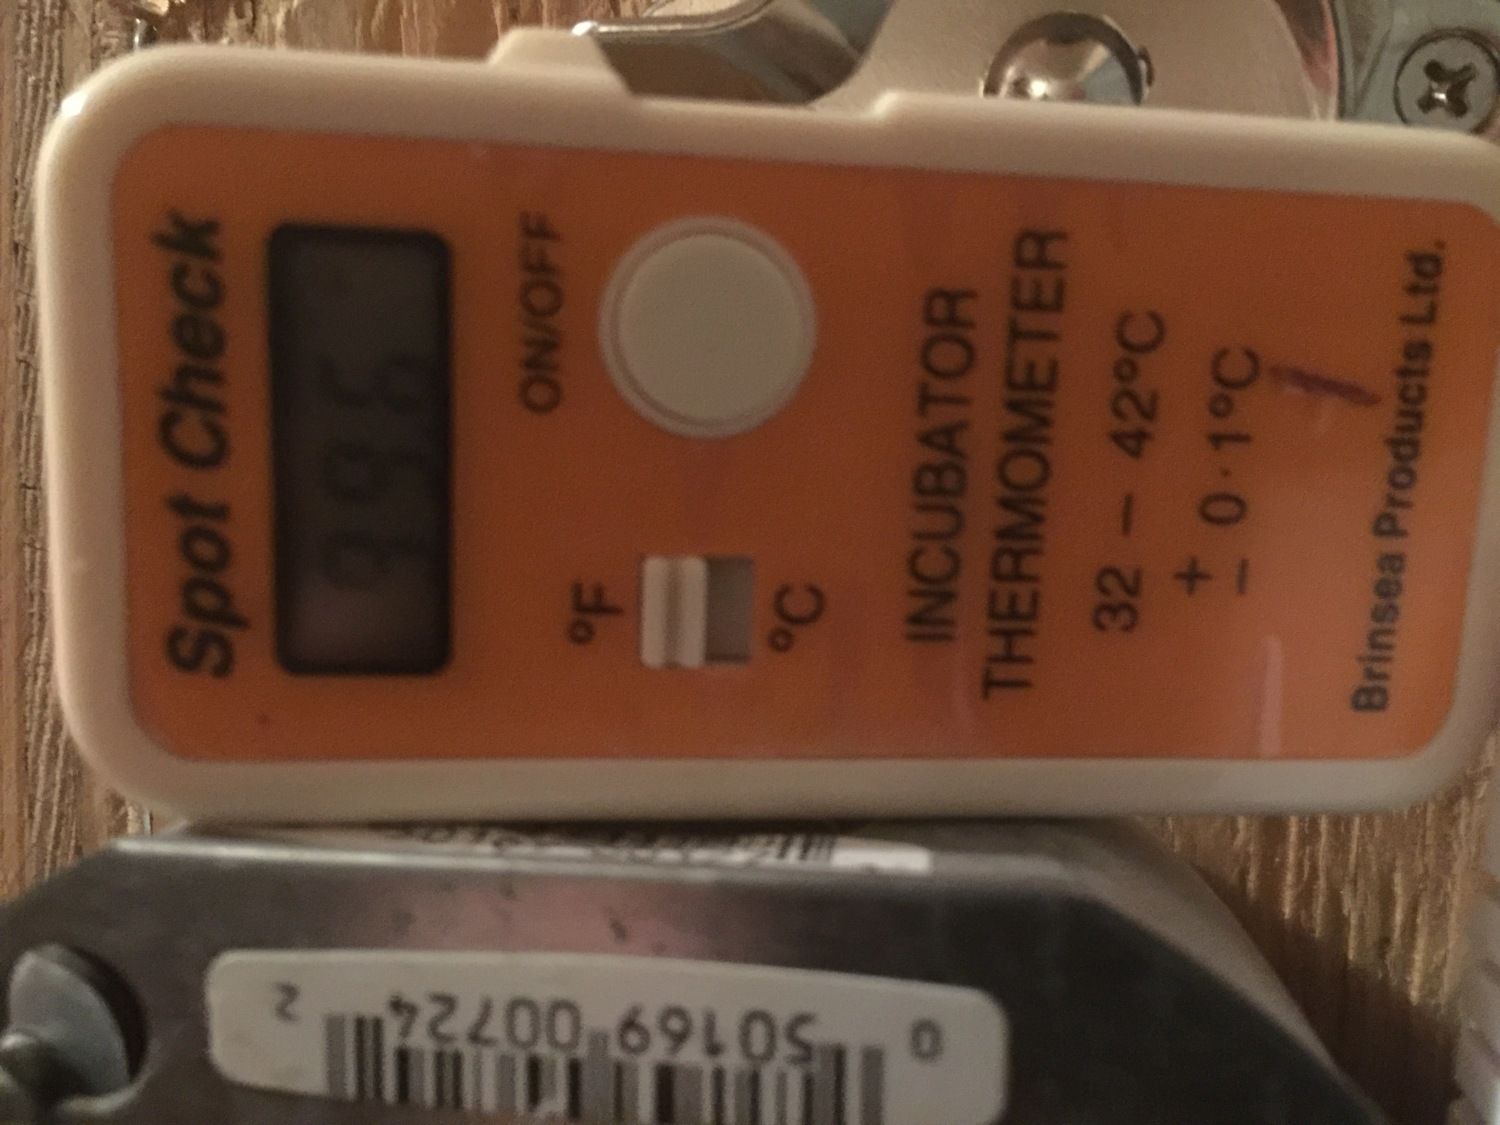 Spot Check
ON/OFF
°F
°C
INCUBATOR
THERMOMETER
32 – 42°C
± 0·1°C
Brinsea Products Ltd.
0 50169 00724 2